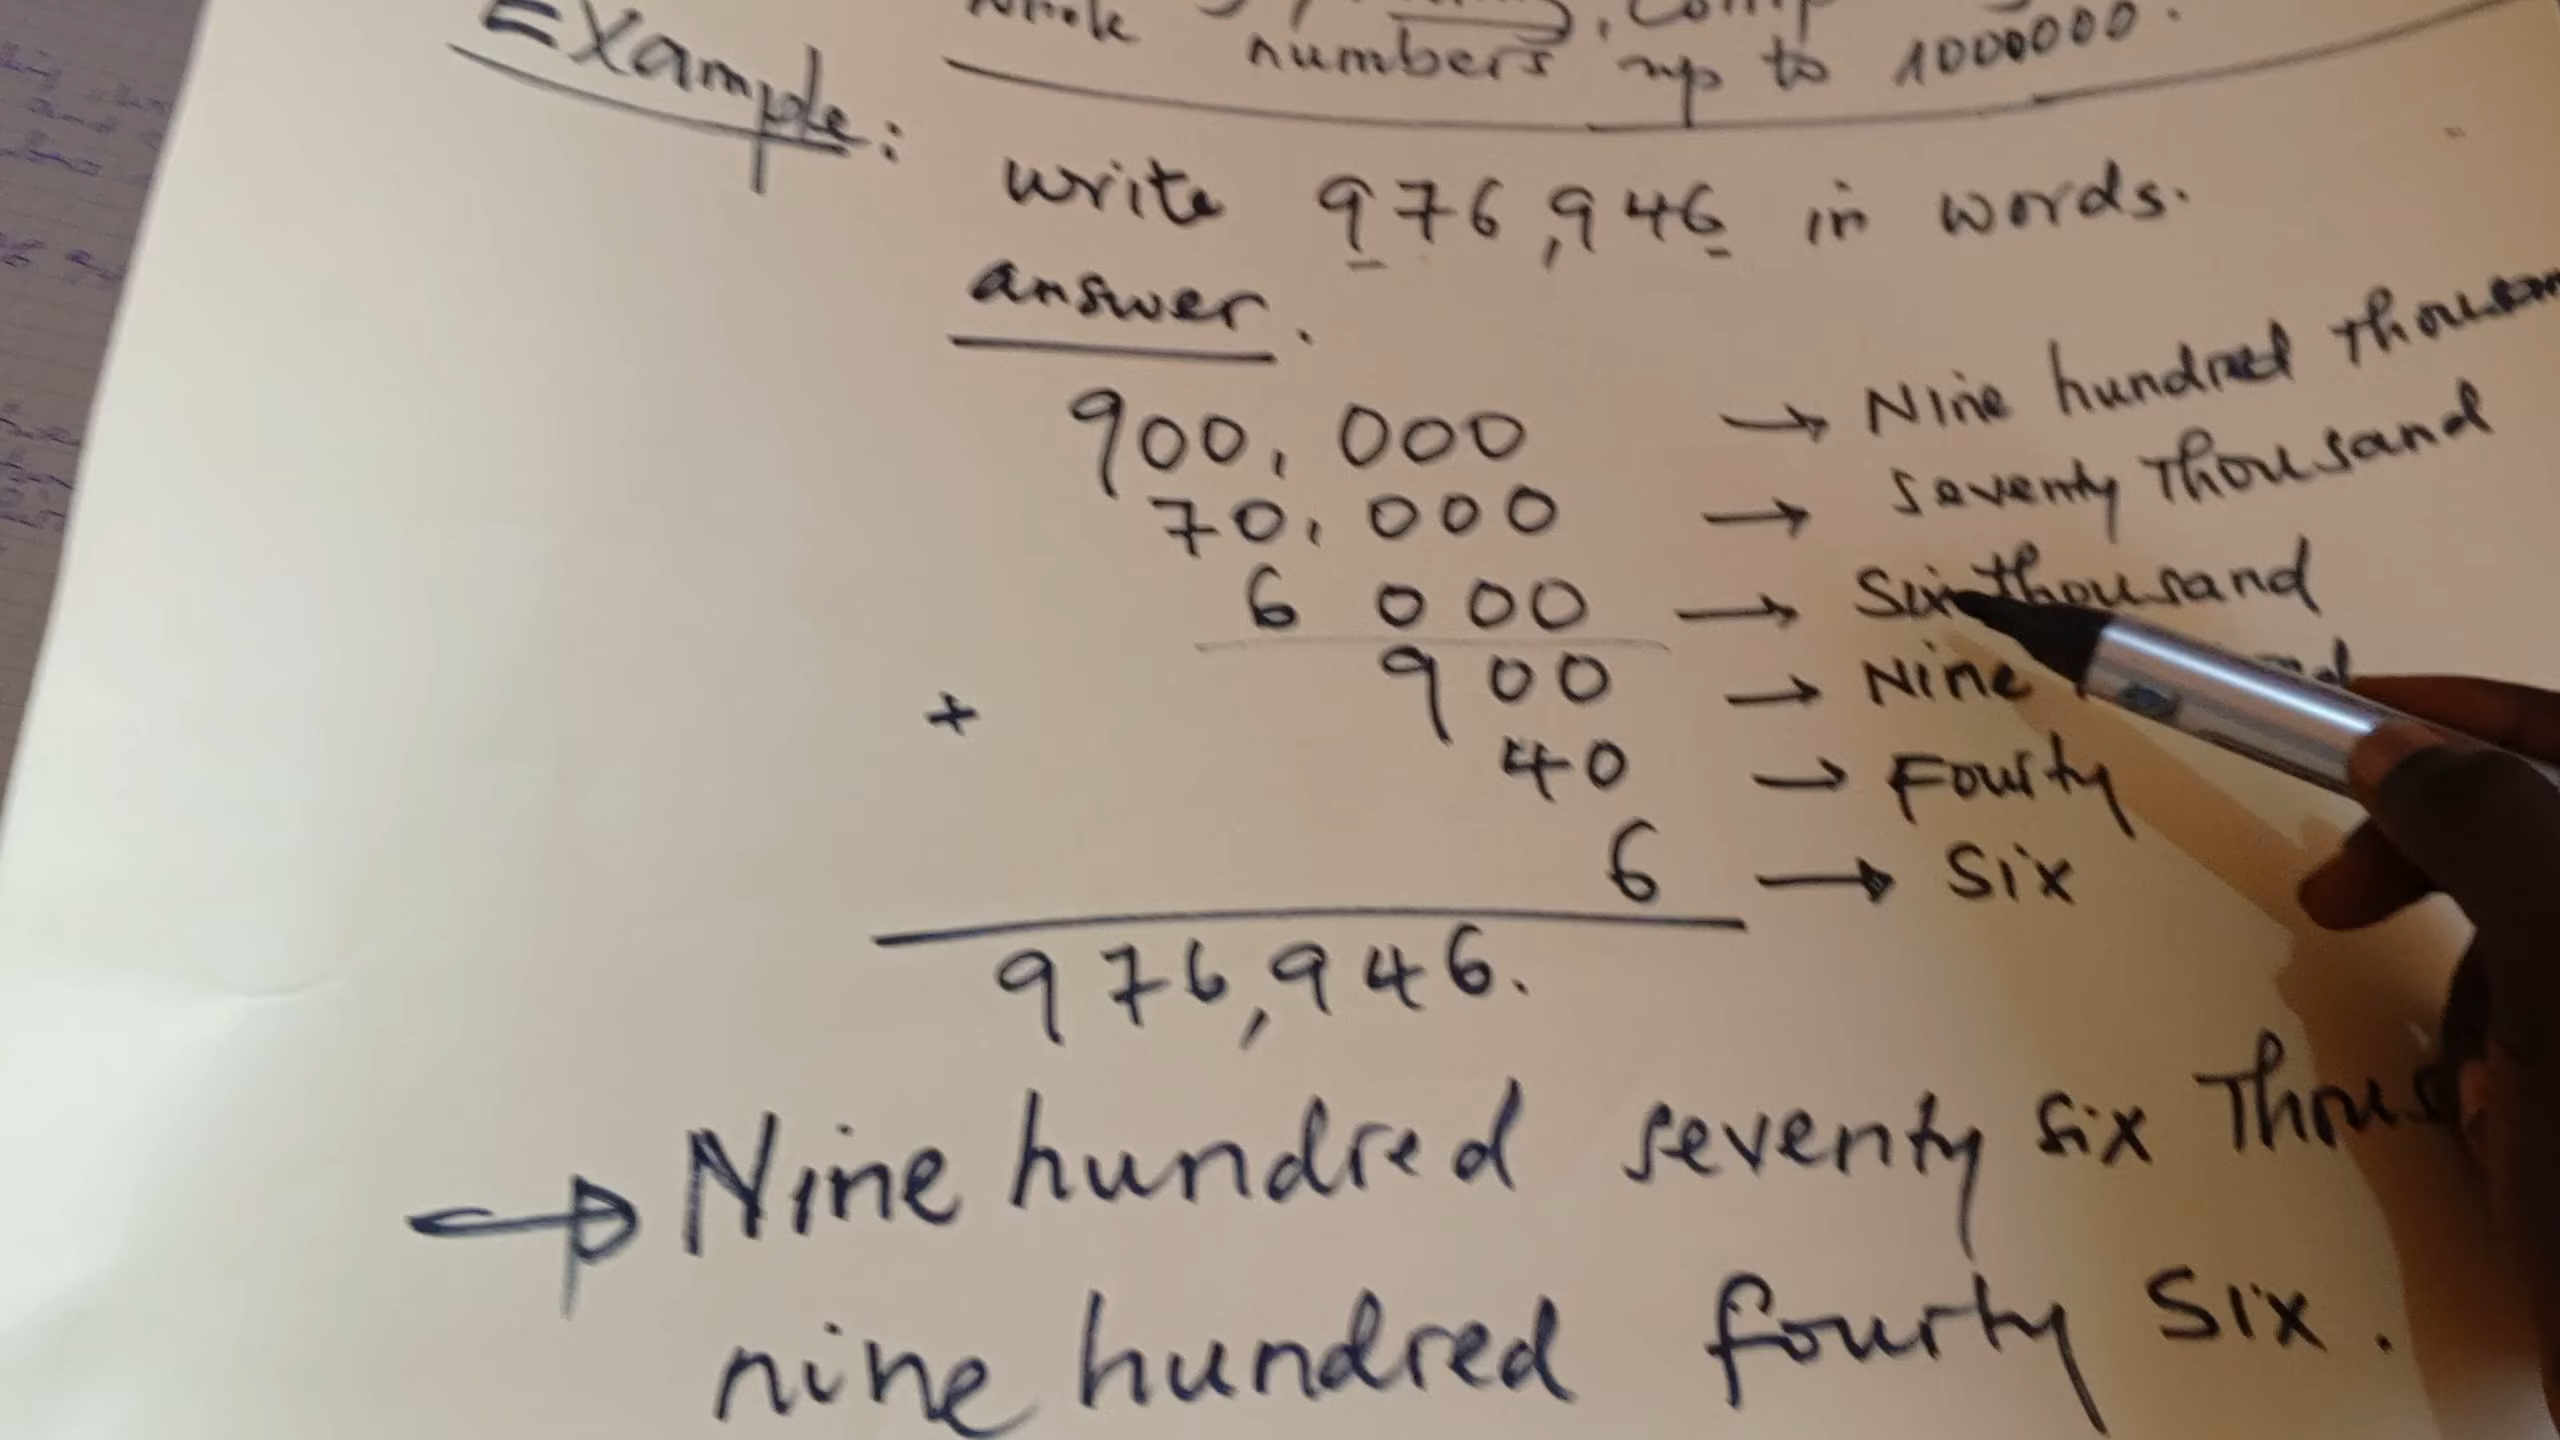 Example:
numbers up to 1000000.
write 976,946 in words.
answer.
900,000 → Nine hundred
70,000 → Seventy Thousand
6 000 → Six thousand
900 → Nine
+
40 → Fourty
6 → Six
976,946.
→ Nine hundred seventy six
nine hundred fourty six.